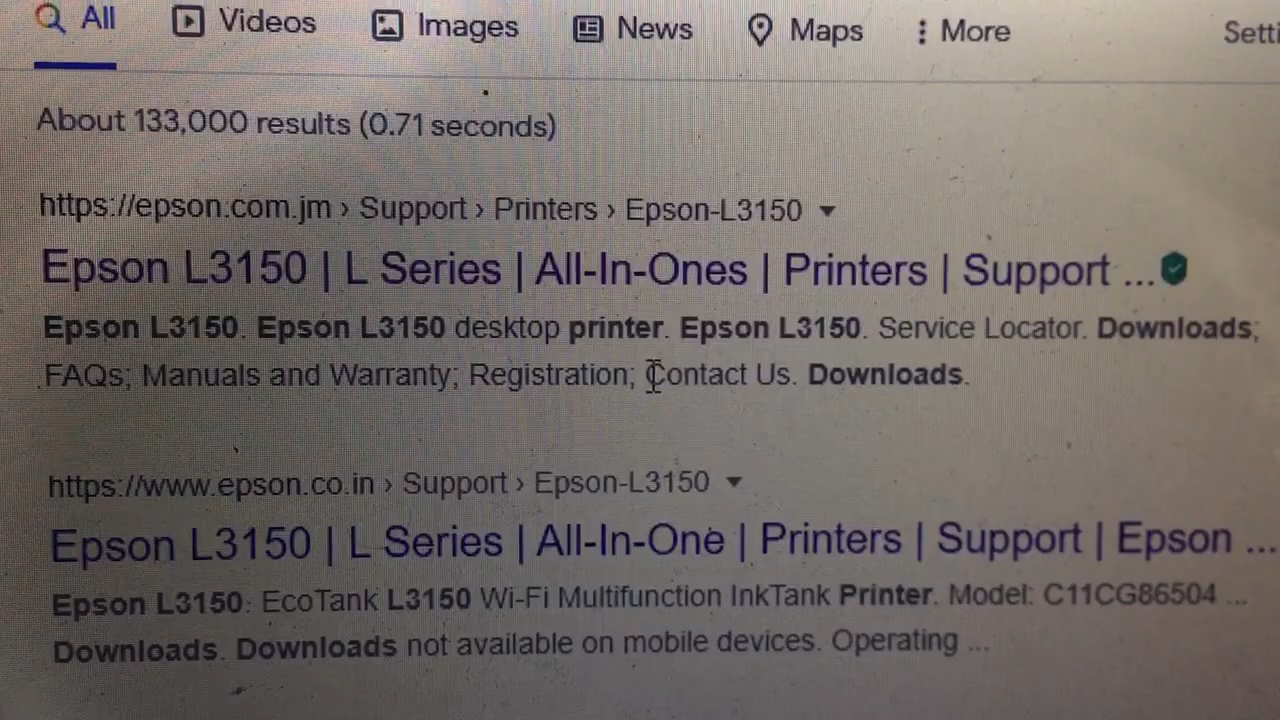 All Videos Images News Maps More Setti
About 133,000 results (0.71 seconds)
https://epson.com.jm › Support › Printers › Epson-L3150
Epson L3150 | L Series | All-In-Ones | Printers | Support ...
Epson L3150. Epson L3150 desktop printer. Epson L3150. Service Locator. Downloads;
FAQs; Manuals and Warranty; Registration; Contact Us. Downloads.
https://www.epson.co.in › Support › Epson-L3150
Epson L3150 | L Series | All-In-One | Printers | Support | Epson ...
Epson L3150: EcoTank L3150 Wi-Fi Multifunction InkTank Printer. Model: C11CG86504 ...
Downloads. Downloads not available on mobile devices. Operating ...